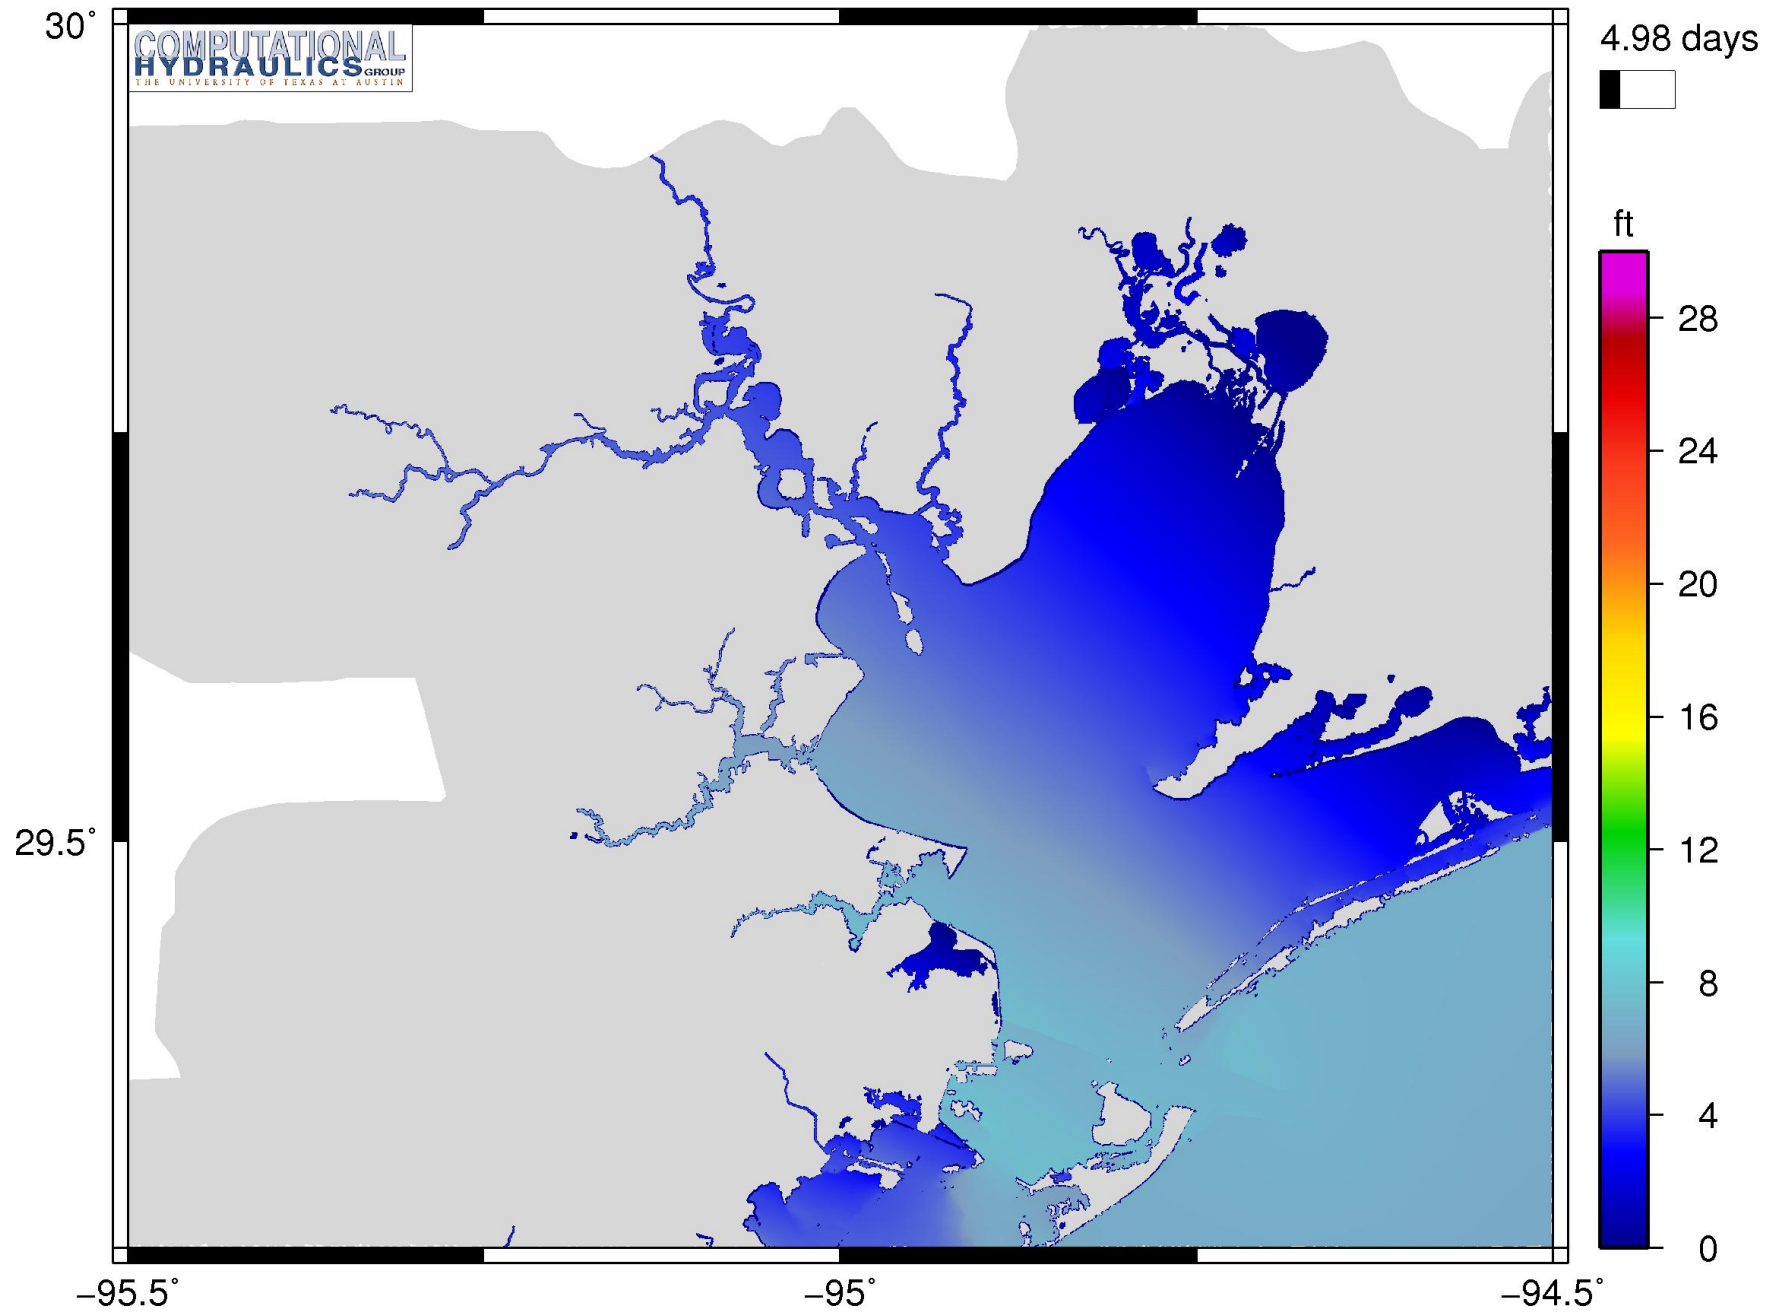 30°
COMPUTATIONAL
HYDRAULICS GROUP
THE UNIVERSITY OF TEXAS AT AUSTIN
4.98 days
ft
28
24
20
16
12
8
4
0
29.5°
−95.5°
−95°
−94.5°